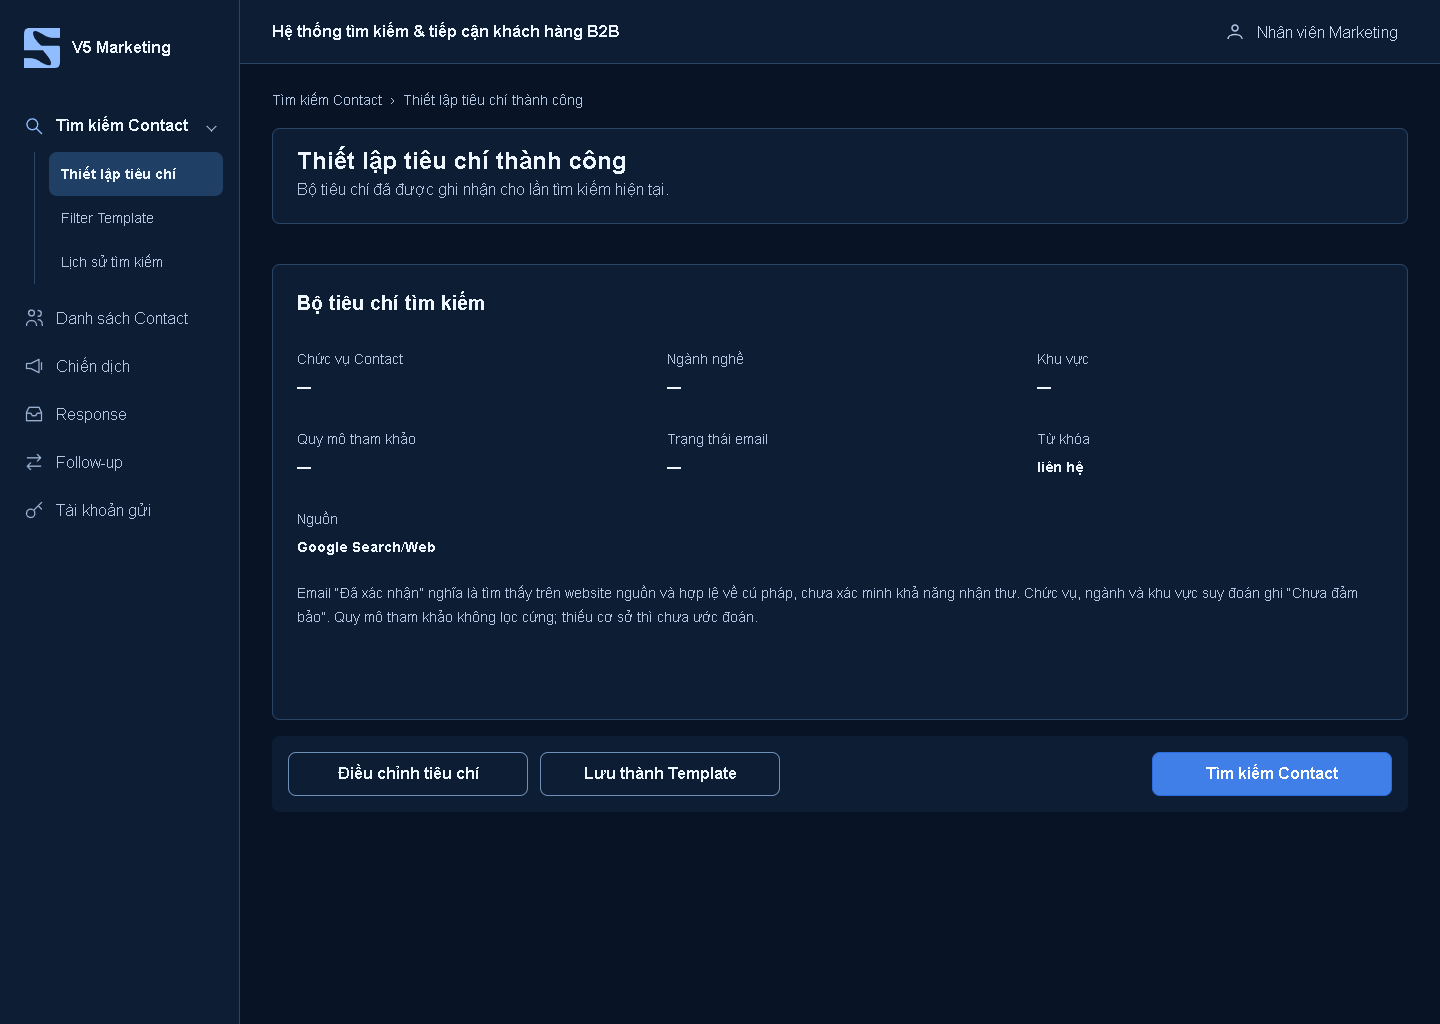 V5 Marketing
Hệ thống tìm kiếm & tiếp cận khách hàng B2B
Nhân viên Marketing
Tìm kiếm Contact
Thiết lập tiêu chí
Filter Template
Lịch sử tìm kiếm
Danh sách Contact
Chiến dịch
Response
Follow-up
Tài khoản gửi
Tìm kiếm Contact › Thiết lập tiêu chí thành công
Thiết lập tiêu chí thành công
Bộ tiêu chí đã được ghi nhận cho lần tìm kiếm hiện tại.
Bộ tiêu chí tìm kiếm
Chức vụ Contact
—
Ngành nghề
—
Khu vực
—
Quy mô tham khảo
—
Trạng thái email
—
Từ khóa
liên hệ
Nguồn
Google Search/Web
Email "Đã xác nhận" nghĩa là tìm thấy trên website nguồn và hợp lệ về cú pháp, chưa xác minh khả năng nhận thư. Chức vụ, ngành và khu vực suy đoán ghi "Chưa đảm
bảo". Quy mô tham khảo không lọc cứng; thiếu cơ sở thì chưa ước đoán.
Điều chỉnh tiêu chí
Lưu thành Template
Tìm kiếm Contact